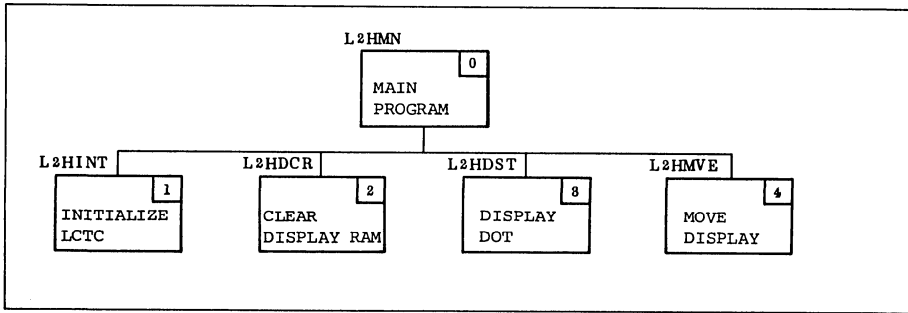 L2HMN
0
MAIN
PROGRAM
L2HINT
L2HDCR
L2HDST
L2HMVE
1
INITIALIZE
LCTC
2
CLEAR
DISPLAY RAM
3
DISPLAY
DOT
4
MOVE
DISPLAY